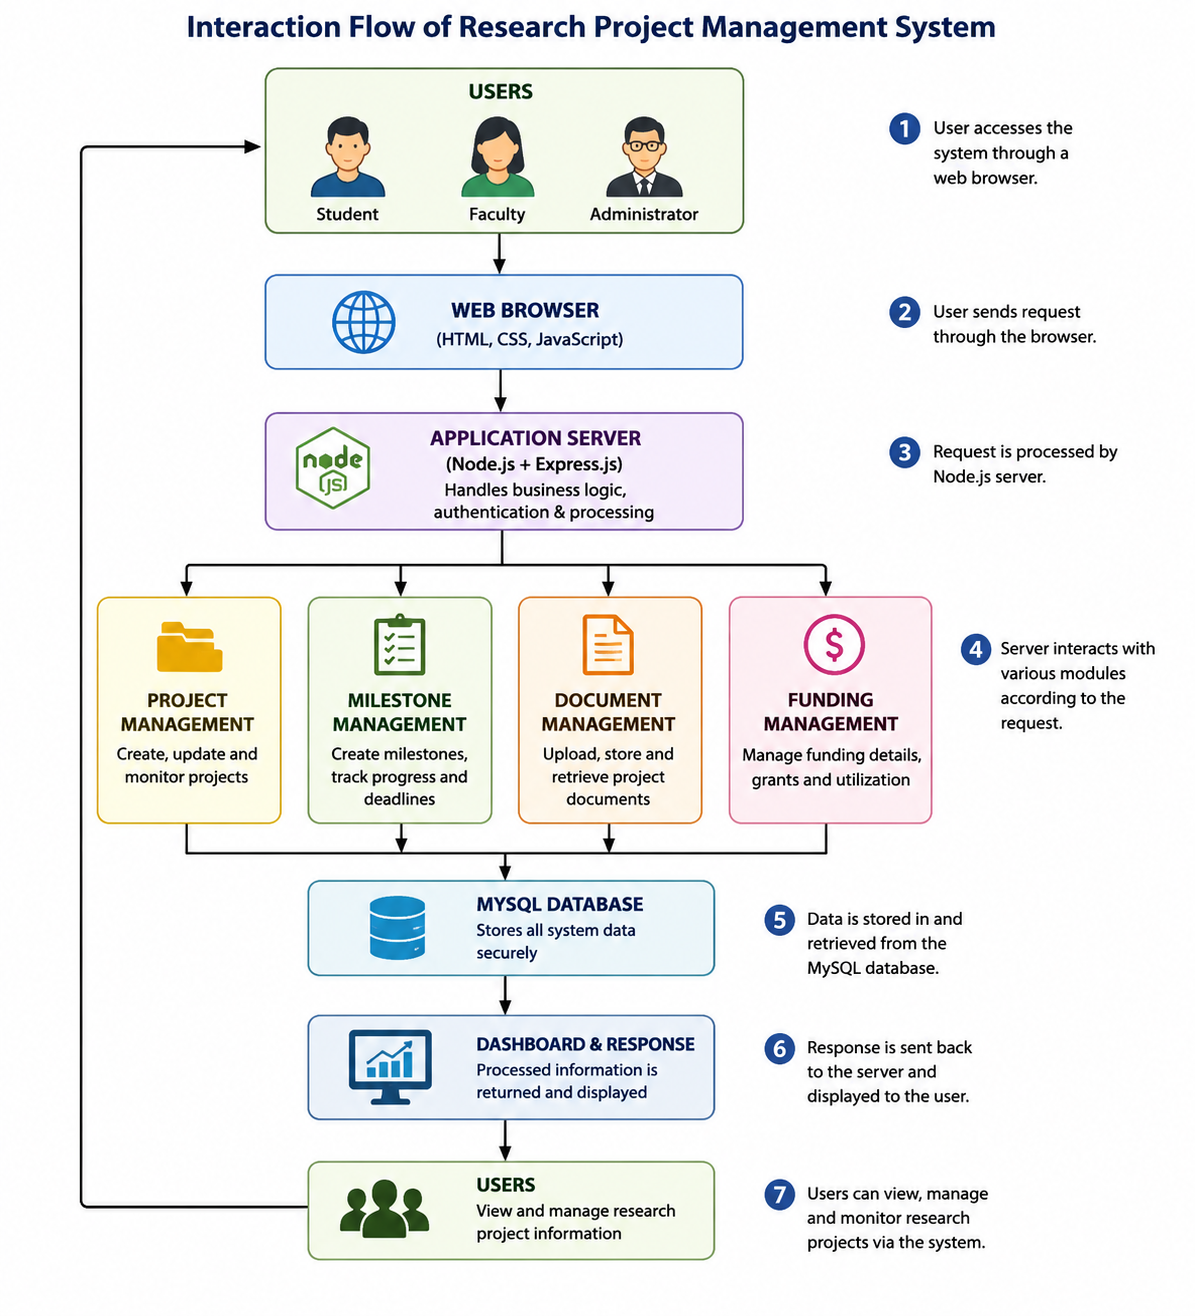 Interaction Flow of Research Project Management System
USERS
Student
Faculty
Administrator
1
User accesses the
system through a
web browser.
WEB BROWSER
(HTML, CSS, JavaScript)
2
User sends request
through the browser.
node
JS
APPLICATION SERVER
(Node.js + Express.js)
Handles business logic,
authentication & processing
3
Request is processed by
Node.js server.
PROJECT
MANAGEMENT
Create, update and
monitor projects
MILESTONE
MANAGEMENT
Create milestones,
track progress and
deadlines
DOCUMENT
MANAGEMENT
Upload, store and
retrieve project
documents
$
FUNDING
MANAGEMENT
Manage funding details,
grants and utilization
4
Server interacts with
various modules
according to the
request.
MYSQL DATABASE
Stores all system data
securely
5
Data is stored in and
retrieved from the
MySQL database.
DASHBOARD & RESPONSE
Processed information is
returned and displayed
6
Response is sent back
to the server and
displayed to the user.
USERS
View and manage research
project information
7
Users can view, manage
and monitor research
projects via the system.